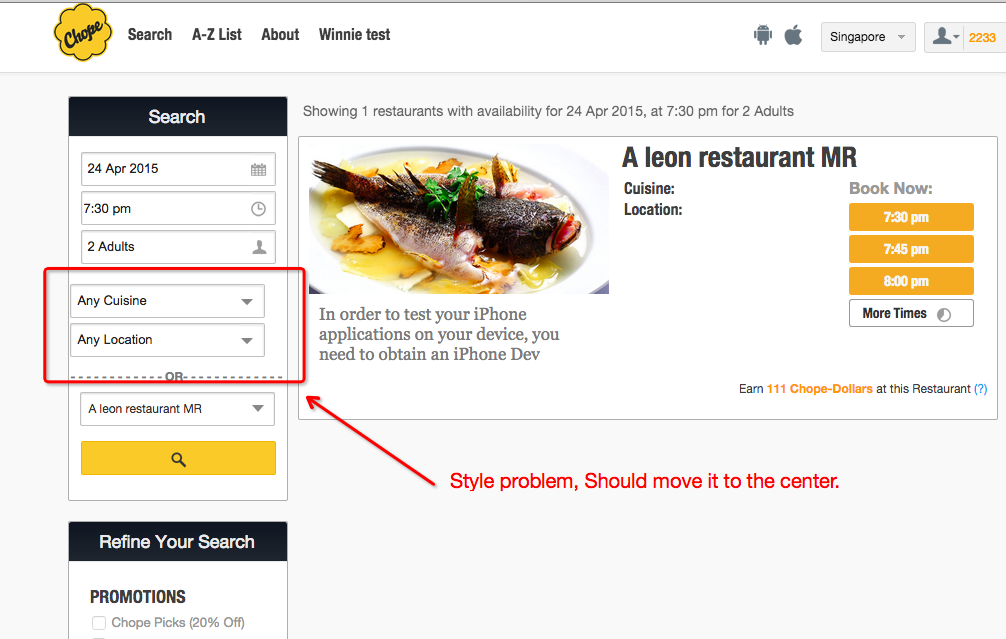 Chope
Search
A-Z List
About
Winnie test
Singapore
2233
Search
24 Apr 2015
7:30 pm
2 Adults
Any Cuisine
Any Location
OR
A leon restaurant MR
Showing 1 restaurants with availability for 24 Apr 2015, at 7:30 pm for 2 Adults
A leon restaurant MR
Cuisine:
Location:
Book Now:
7:30 pm
7:45 pm
8:00 pm
More Times
In order to test your iPhone
applications on your device, you
need to obtain an iPhone Dev
Earn 111 Chope-Dollars at this Restaurant (?)
Style problem, Should move it to the center.
Refine Your Search
PROMOTIONS
Chope Picks (20% Off)